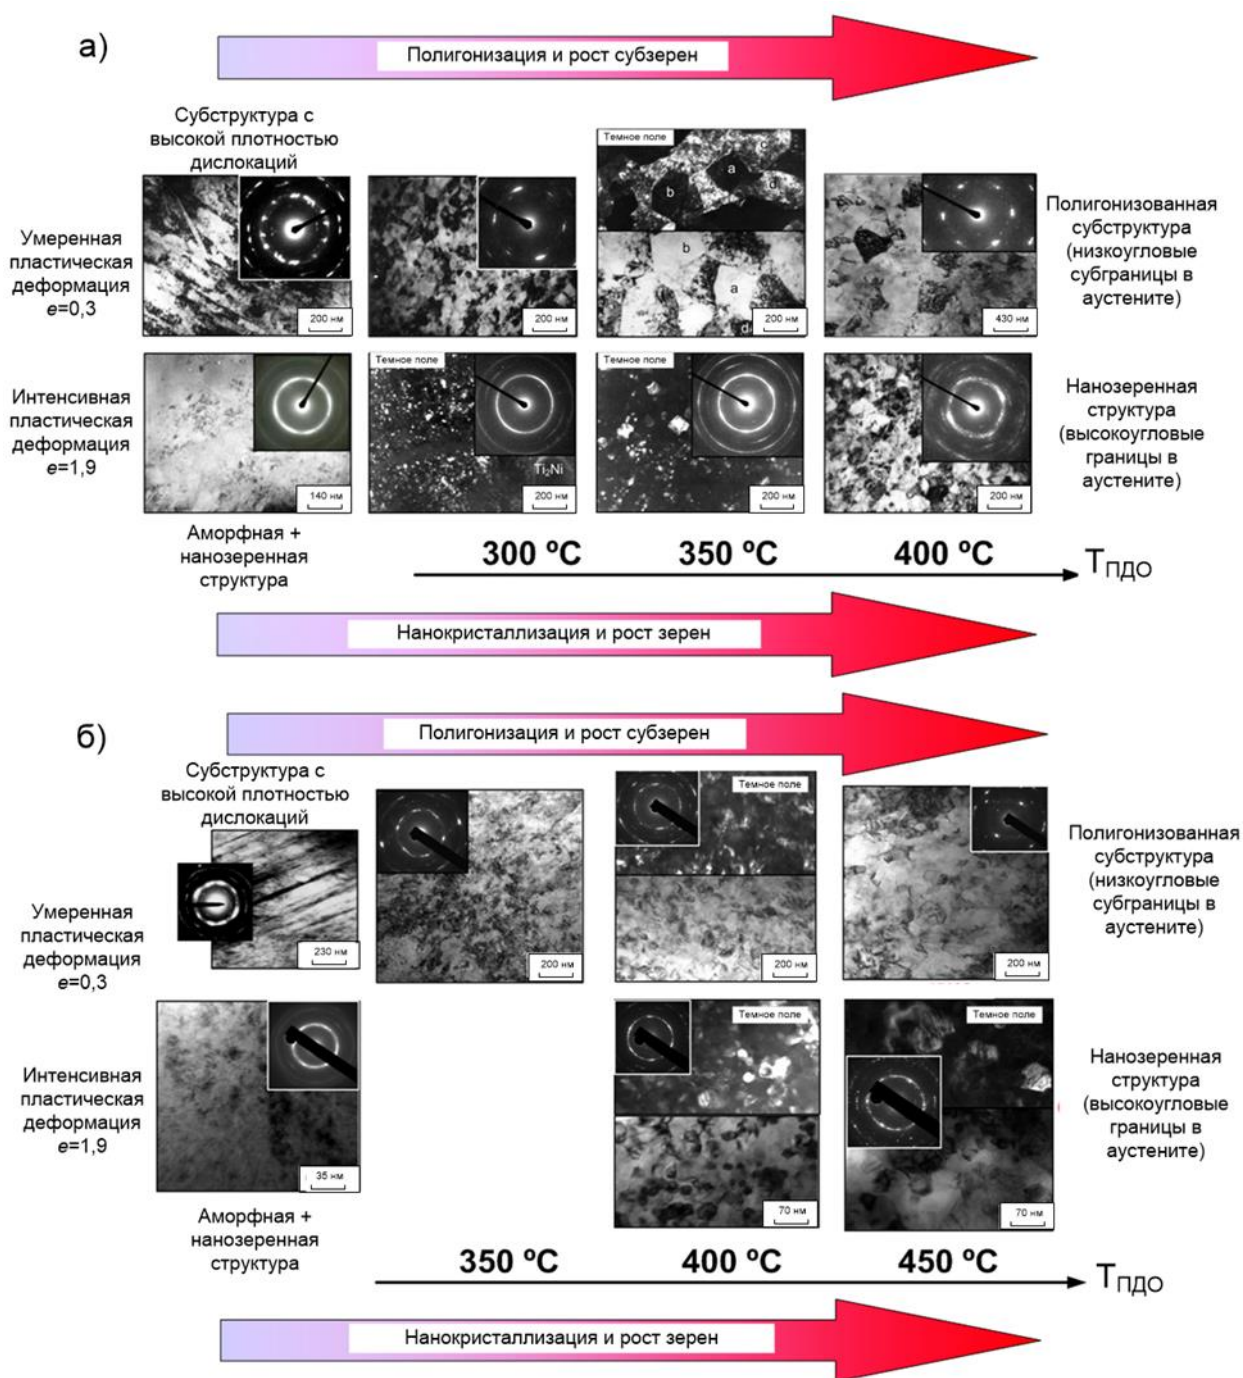 а)
Полигонизация и рост субзерен
Субструктура с
высокой плотностью
дислокаций
Умеренная
пластическая
деформация
e=0,3
200 нм
200 нм
Темное поле
c
a
b
d
b
a
d
200 нм
430 нм
Полигонизованная
субструктура
(низкоугловые
субграницы в
аустените)
Интенсивная
пластическая
деформация
e=1,9
140 нм
Темное поле
Ti₂Ni
200 нм
Темное поле
200 нм
200 нм
Нанозеренная
структура
(высокоугловые
границы в
аустените)
Аморфная +
нанозеренная
структура
300 ºC
350 ºC
400 ºC
TПДО
Нанокристаллизация и рост зерен
б)
Полигонизация и рост субзерен
Субструктура с
высокой плотностью
дислокаций
Умеренная
пластическая
деформация
e=0,3
230 нм
200 нм
Темное поле
200 нм
200 нм
Полигонизованная
субструктура
(низкоугловые
субграницы в
аустените)
Интенсивная
пластическая
деформация
e=1,9
35 нм
Темное поле
70 нм
Темное поле
70 нм
Нанозеренная
структура
(высокоугловые
границы в
аустените)
Аморфная +
нанозеренная
структура
350 ºC
400 ºC
450 ºC
TПДО
Нанокристаллизация и рост зерен